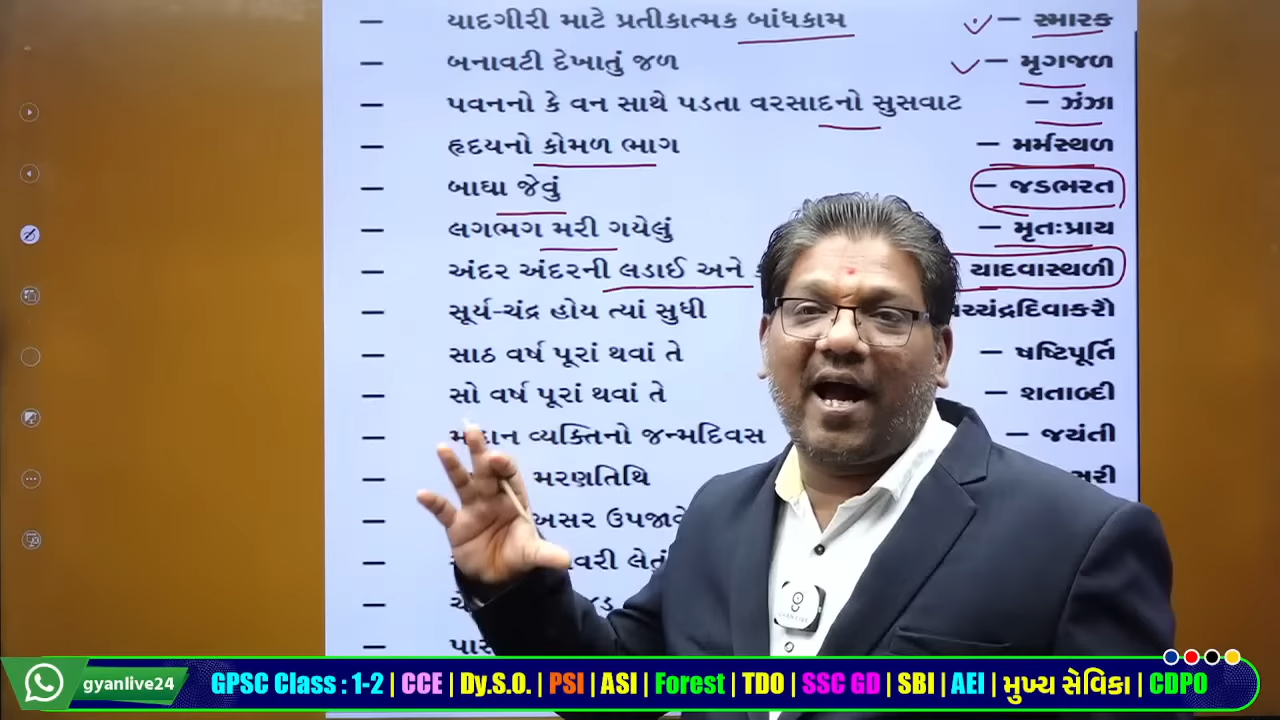 — યાદગીરી માટે પ્રતીકાત્મક બાંધકામ — સ્મારક
— બનાવટી દેખાતું જળ — મૃગજળ
— પવનનો કે વન સાથે પડતા વરસાદનો સુસવાટ — ઝંઝા
— હૃદયનો કોમળ ભાગ — મર્મસ્થળ
— બાઘા જેવું — જડભરત
— લગભગ મરી ગયેલું — મૃતઃપ્રાય
— અંદર અંદરની લડાઈ અને યાદવાસ્થળી
— સૂર્ય-ચંદ્ર હોય ત્યાં સુધી
— સાઠ વર્ષ પૂરાં થવાં તે — ષષ્ટિપૂર્તિ
— સો વર્ષ પૂરાં થવાં તે — શતાબ્દી
— વ્યક્તિનો જન્મદિવસ — જયંતી
— મરણતિથિ
— અસર
—
—
gyanlive24 GPSC Class : 1-2 | CCE | Dy.S.O. | PSI | ASI | Forest | TDO | SSC GD | SBI | AEI | મુખ્ય સેવિકા | CDPO